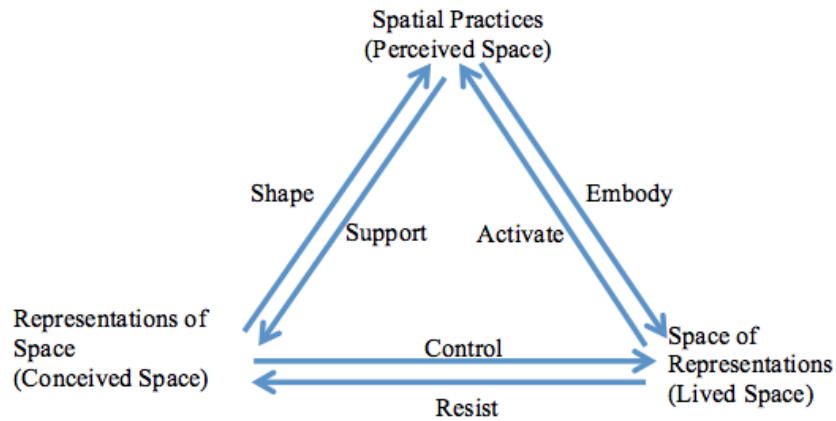 Spatial Practices
(Perceived Space)
Shape
Embody
Support
Activate
Representations of
Space
(Conceived Space)
Control
Space of
Representations
(Lived Space)
Resist